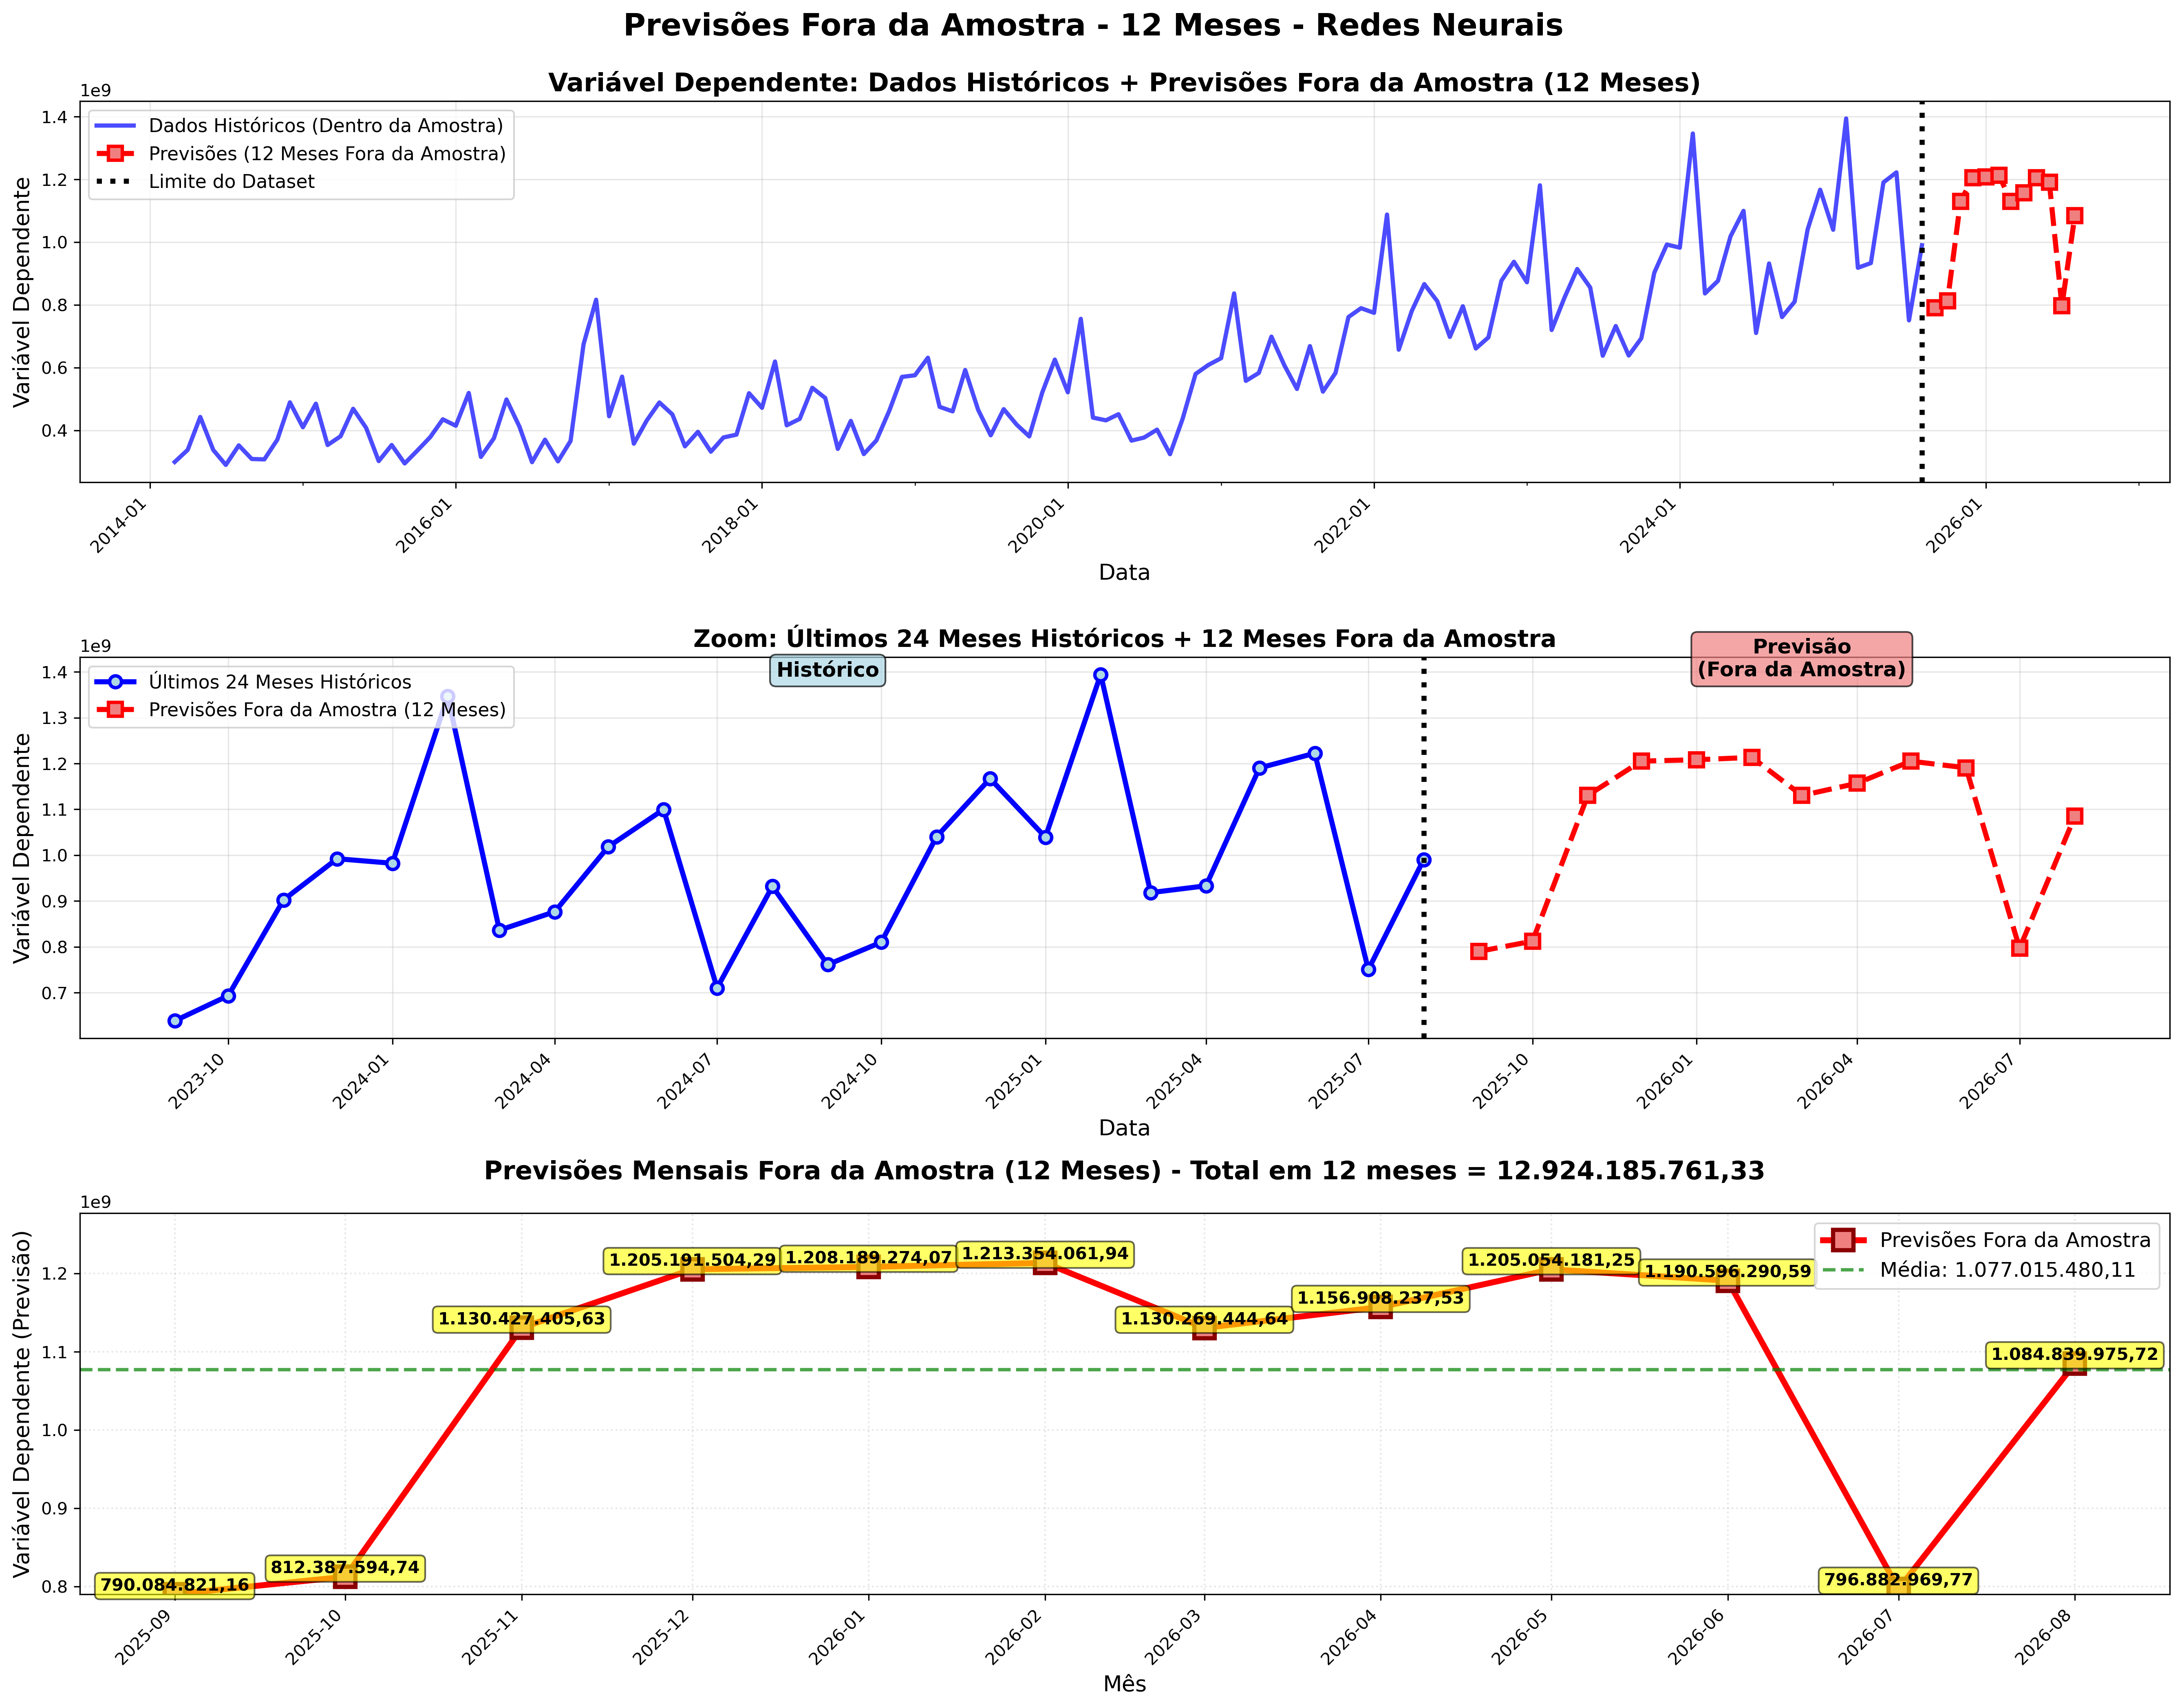 Previsões Fora da Amostra - 12 Meses - Redes Neurais
Variável Dependente: Dados Históricos + Previsões Fora da Amostra (12 Meses)
1e9
Dados Históricos (Dentro da Amostra)
Previsões (12 Meses Fora da Amostra)
Limite do Dataset
Variável Dependente
1.4
1.2
1.0
0.8
0.6
0.4
2014-01
2016-01
2018-01
2020-01
2022-01
2024-01
2026-01
Data
Zoom: Últimos 24 Meses Históricos + 12 Meses Fora da Amostra
1e9
Histórico
Previsão
(Fora da Amostra)
Últimos 24 Meses Históricos
Previsões Fora da Amostra (12 Meses)
Variável Dependente
1.4
1.3
1.2
1.1
1.0
0.9
0.8
0.7
2023-10
2024-01
2024-04
2024-07
2024-10
2025-01
2025-04
2025-07
2025-10
2026-01
2026-04
2026-07
Data
Previsões Mensais Fora da Amostra (12 Meses) - Total em 12 meses = 12.924.185.761,33
1e9
Previsões Fora da Amostra
Média: 1.077.015.480,11
Variável Dependente (Previsão)
1.2
1.1
1.0
0.9
0.8
790.084.821,16
812.387.594,74
1.130.427.405,63
1.205.191.504,29
1.208.189.274,07
1.213.354.061,94
1.130.269.444,64
1.156.908.237,53
1.205.054.181,25
1.190.596.290,59
796.882.969,77
1.084.839.975,72
2025-09
2025-10
2025-11
2025-12
2026-01
2026-02
2026-03
2026-04
2026-05
2026-06
2026-07
2026-08
Mês